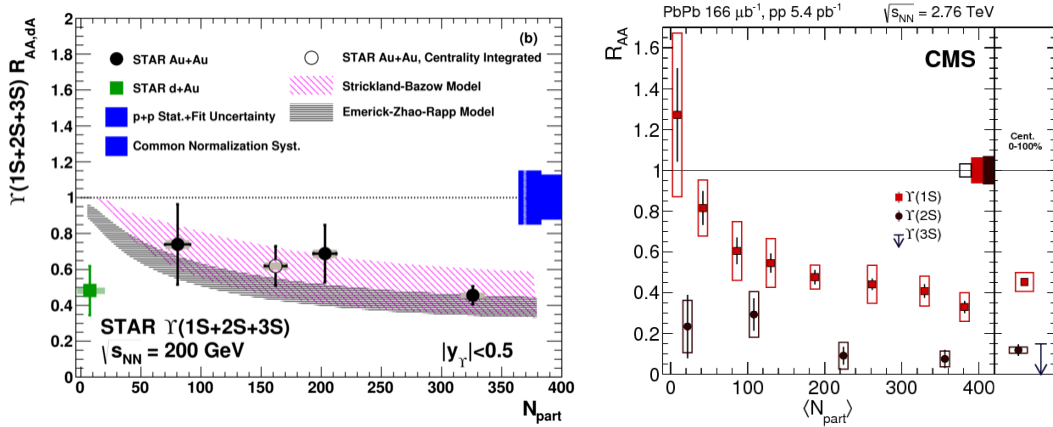 (b)
STAR Au+Au
STAR d+Au
p+p Stat.+Fit Uncertainty
Common Normalization Syst.
STAR Au+Au, Centrality Integrated
Strickland-Bazow Model
Emerick-Zhao-Rapp Model
ϒ(1S+2S+3S) R_AA,dA
2
1.8
1.6
1.4
1.2
1
0.8
0.6
0.4
0.2
0
STAR ϒ(1S+2S+3S)
√s_NN = 200 GeV
|y_ϒ|<0.5
0 50 100 150 200 250 300 350 400
N_part
PbPb 166 μb⁻¹, pp 5.4 pb⁻¹ √s_NN = 2.76 TeV
R_AA
CMS
Cent.
0-100%
ϒ(1S)
ϒ(2S)
ϒ(3S)
1.6
1.4
1.2
1
0.8
0.6
0.4
0.2
0
0 100 200 300 400
⟨N_part⟩